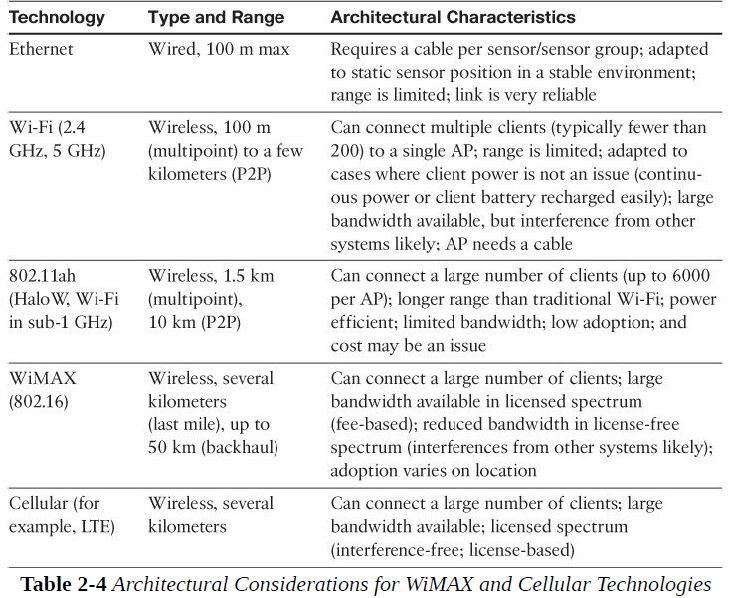 Technology Type and Range Architectural Characteristics
Ethernet Wired, 100 m max Requires a cable per sensor/sensor group; adapted
to static sensor position in a stable environment;
range is limited; link is very reliable
Wi-Fi (2.4 Wireless, 100 m Can connect multiple clients (typically fewer than
GHz, 5 GHz) (multipoint) to a few 200) to a single AP; range is limited; adapted to
kilometers (P2P) cases where client power is not an issue (continu-
ous power or client battery recharged easily); large
bandwidth available, but interference from other
systems likely; AP needs a cable
802.11ah Wireless, 1.5 km Can connect a large number of clients (up to 6000
(HaloW, Wi-Fi (multipoint), per AP); longer range than traditional Wi-Fi; power
in sub-1 GHz) 10 km (P2P) efficient; limited bandwidth; low adoption; and
cost may be an issue
WiMAX Wireless, several Can connect a large number of clients; large
(802.16) kilometers bandwidth available in licensed spectrum
(last mile), up to (fee-based); reduced bandwidth in license-free
50 km (backhaul) spectrum (interferences from other systems likely);
adoption varies on location
Cellular (for Wireless, several Can connect a large number of clients; large
example, LTE) kilometers bandwidth available; licensed spectrum
(interference-free; license-based)
Table 2-4 Architectural Considerations for WiMAX and Cellular Technologies